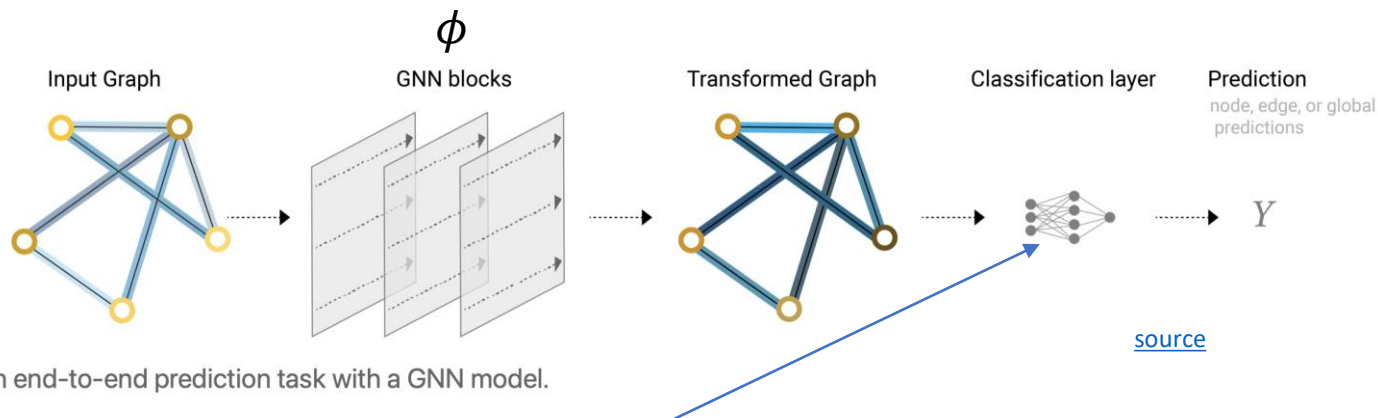 ϕ
Input Graph
GNN blocks
Transformed Graph
Classification layer
Prediction
node, edge, or global
predictions
Y
source
end-to-end prediction task with a GNN model.